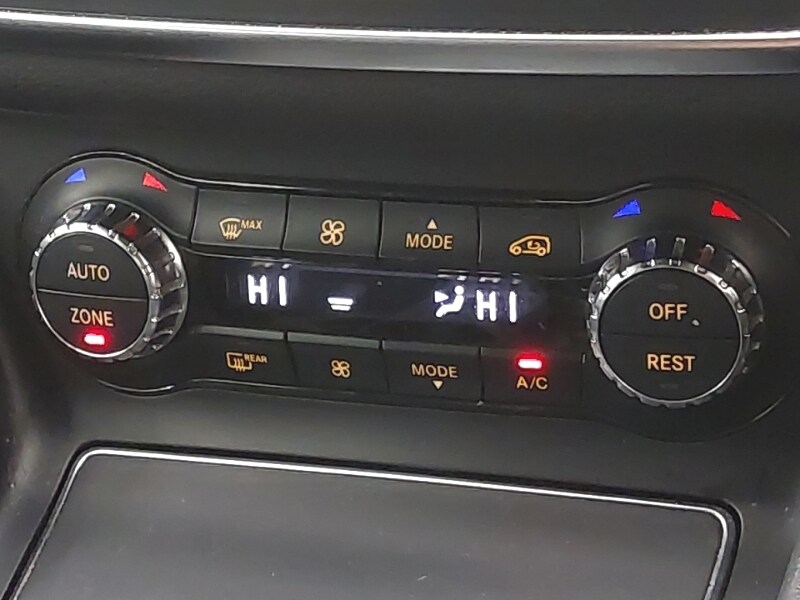 MAX
MODE
AUTO
ZONE
HI
HI
OFF
REST
REAR
MODE
A/C